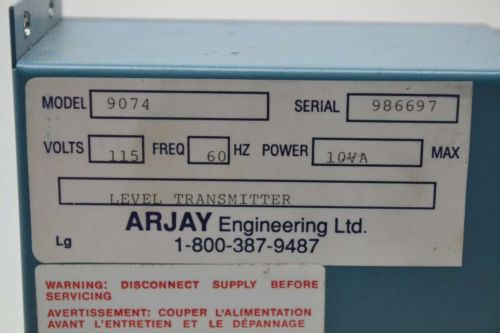 MODEL 9074 SERIAL 986697
VOLTS 115 FREQ 60 HZ POWER 10VA MAX
LEVEL TRANSMITTER
ARJAY Engineering Ltd.
Lg 1-800-387-9487
WARNING: DISCONNECT SUPPLY BEFORE
SERVICING
AVERTISSEMENT: COUPER L'ALIMENTATION
AVANT L'ENTRETIEN ET LE DÉPANNAGE